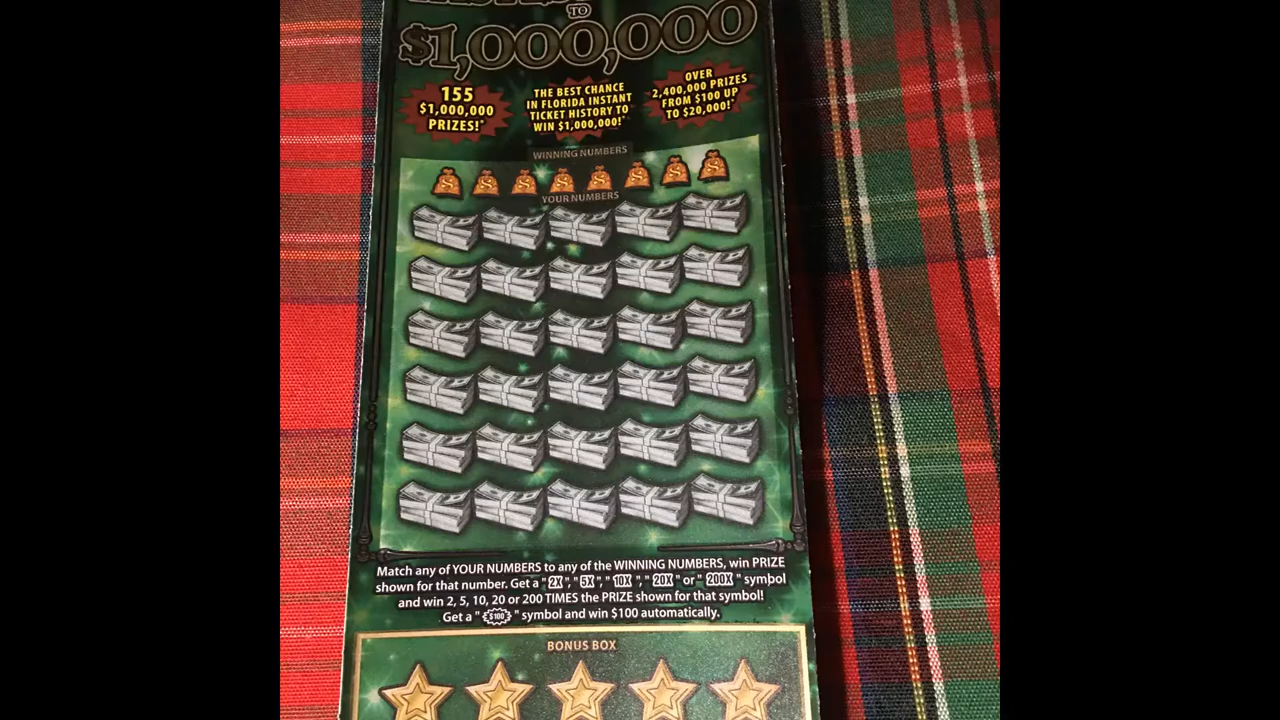 TO
$1,000,000
155
$1,000,000
PRIZES!*
THE BEST CHANCE
IN FLORIDA INSTANT
TICKET HISTORY TO
WIN $1,000,000!*
OVER
2,400,000 PRIZES
FROM $100 UP
TO $20,000!*
WINNING NUMBERS
YOUR NUMBERS
Match any of YOUR NUMBERS to any of the WINNING NUMBERS, win PRIZE
shown for that number. Get a "2X", "5X", "10X", "20X" or "200X" symbol
and win 2, 5, 10, 20 or 200 TIMES the PRIZE shown for that symbol!
Get a "$100" symbol and win $100 automatically.
BONUS BOX